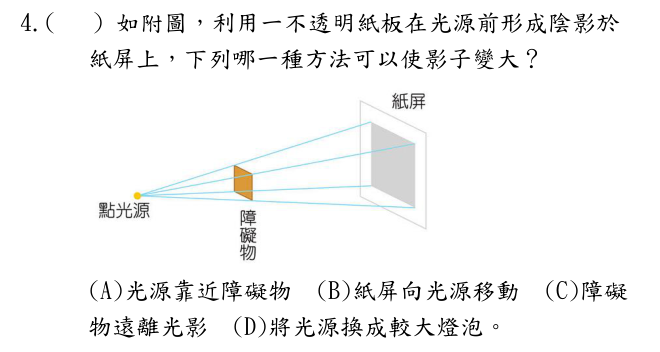 4.(　　) 如附圖，利用一不透明紙板在光源前形成陰影於
紙屏上，下列哪一種方法可以使影子變大？
紙屏
點光源
障礙物
(A)光源靠近障礙物　(B)紙屏向光源移動　(C)障礙
物遠離光影　(D)將光源換成較大燈泡。